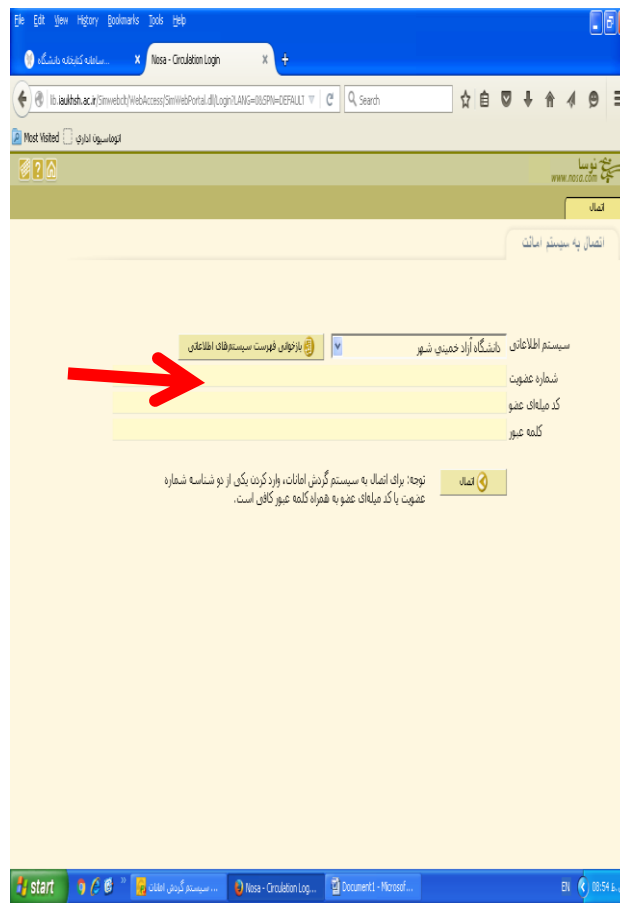 File Edit View History Bookmarks Tools Help
سامانه کتابخانه دانشگاه...
Nosa - Circulation Login
lib.iaukhsh.ac.ir/Simwebclt/WebAccess/SimWebPortal.dll/Login?LANG=0&SPN=DEFAULT
Search
Most Visited
اتوماسیون اداري
نوسا
www.nosa.com
اتصال
اتصال به سیستم امانت
سیستم اطلاعاتی
دانشگاه آزاد خمیني شهر
بازخوانی فهرست سیستم‌های اطلاعاتی
شماره عضویت
کد میله‌ای عضو
کلمه عبور
اتصال
توجه: برای اتصال به سیستم گردش امانات، وارد کردن یکی از دو شناسه شماره
عضویت یا کد میله‌ای عضو به همراه کلمه عبور کافی است.
start
سیستم گردش امانات ...
Nosa - Circulation Log...
Document1 - Microsof...
EN
08:54